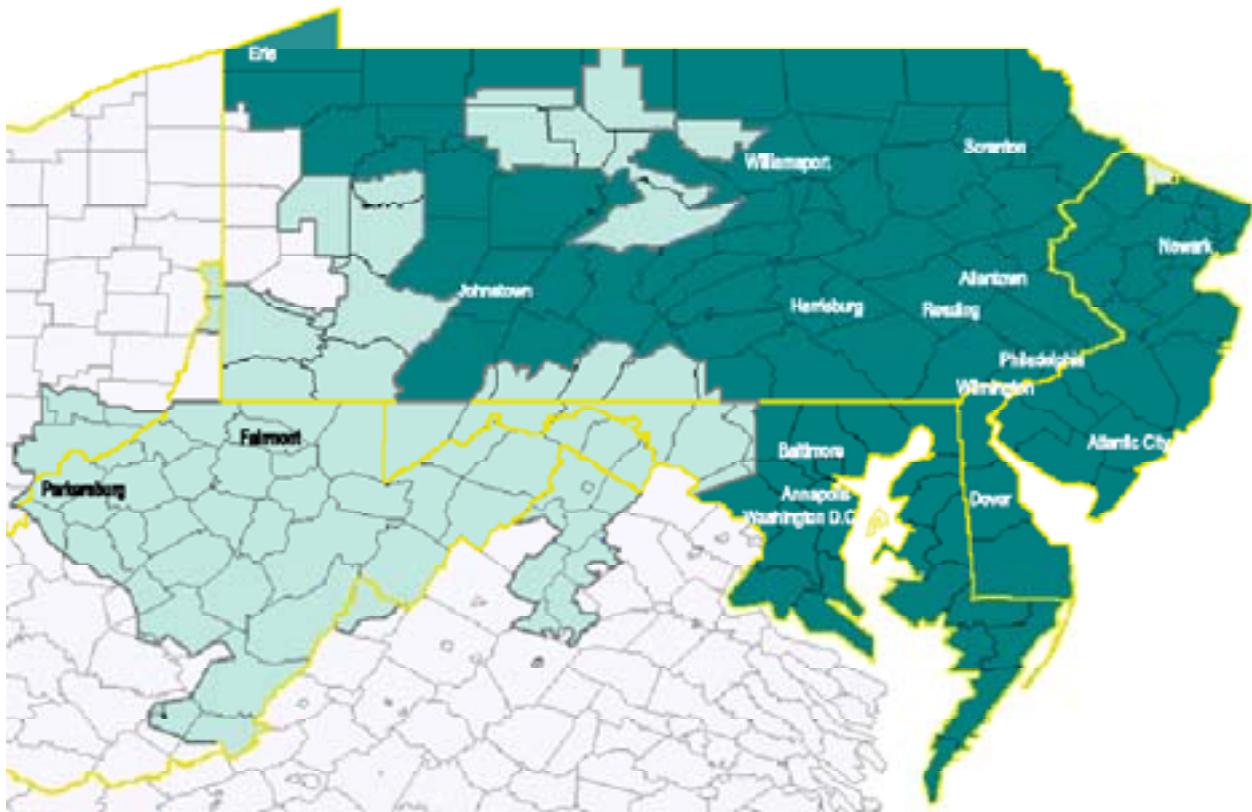 Erie
Scranton
Williamsport
Newark
Allentown
Johnstown
Harrisburg
Reading
Philadelphia
Wilmington
Fairmont
Atlantic City
Baltimore
Parkersburg
Annapolis
Dover
Washington D.C